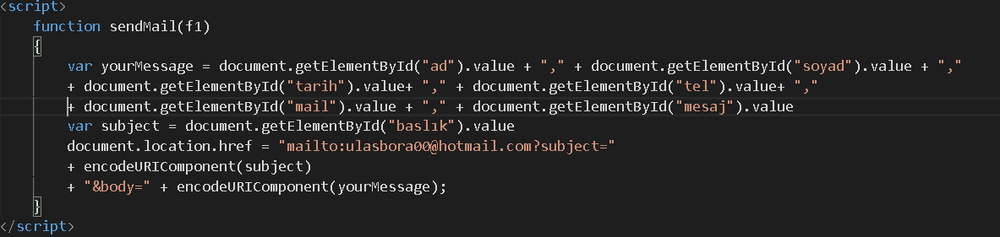 <script>
function sendMail(f1)
{
var yourMessage = document.getElementById("ad").value + "," + document.getElementById("soyad").value + ","
+ document.getElementById("tarih").value+ "," + document.getElementById("tel").value+ ","
+ document.getElementById("mail").value + "," + document.getElementById("mesaj").value
var subject = document.getElementById("baslık").value
document.location.href = "mailto:ulasbora00@hotmail.com?subject="
+ encodeURIComponent(subject)
+ "&body=" + encodeURIComponent(yourMessage);
}
</script>